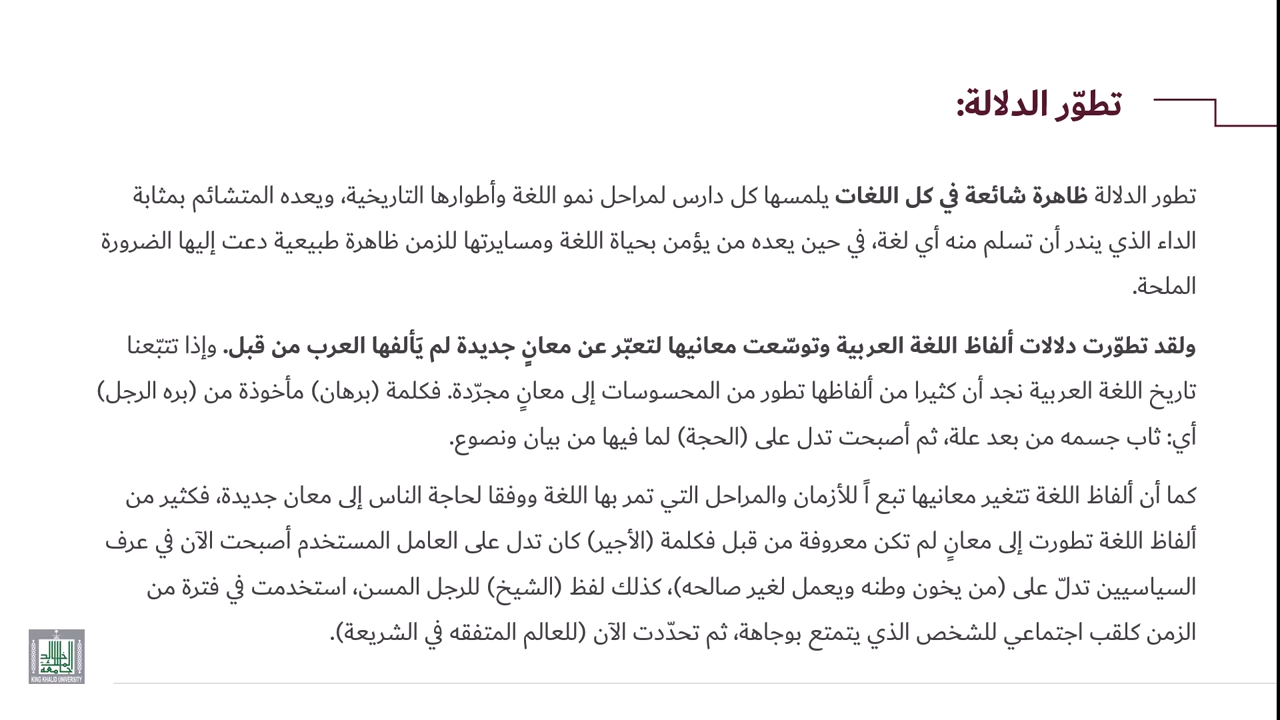 تطوّر الدلالة:
تطور الدلالة ظاهرة شائعة في كل اللغات يلمسها كل دارس لمراحل نمو اللغة وأطوارها التاريخية، ويعده المتشائم بمثابة
الداء الذي يندر أن تسلم منه أي لغة، في حين يعده من يؤمن بحياة اللغة ومسايرتها للزمن ظاهرة طبيعية دعت إليها الضرورة
الملحة.
ولقد تطوّرت دلالات ألفاظ اللغة العربية وتوسّعت معانيها لتعبّر عن معانٍ جديدة لم يَألفها العرب من قبل. وإذا تتبّعنا
تاريخ اللغة العربية نجد أن كثيرا من ألفاظها تطور من المحسوسات إلى معانٍ مجرّدة. فكلمة (برهان) مأخوذة من (بره الرجل)
أي: ثاب جسمه من بعد علة، ثم أصبحت تدل على (الحجة) لما فيها من بيان ونصوع.
كما أن ألفاظ اللغة تتغير معانيها تبع اً للأزمان والمراحل التي تمر بها اللغة ووفقا لحاجة الناس إلى معان جديدة، فكثير من
ألفاظ اللغة تطورت إلى معانٍ لم تكن معروفة من قبل فكلمة (الأجير) كان تدل على العامل المستخدم أصبحت الآن في عرف
السياسيين تدلّ على (من يخون وطنه ويعمل لغير صالحه)، كذلك لفظ (الشيخ) للرجل المسن، استخدمت في فترة من
الزمن كلقب اجتماعي للشخص الذي يتمتع بوجاهة، ثم تحدّدت الآن (للعالم المتفقه في الشريعة).
جامعة الملك خالد
KING KHALID UNIVERSITY